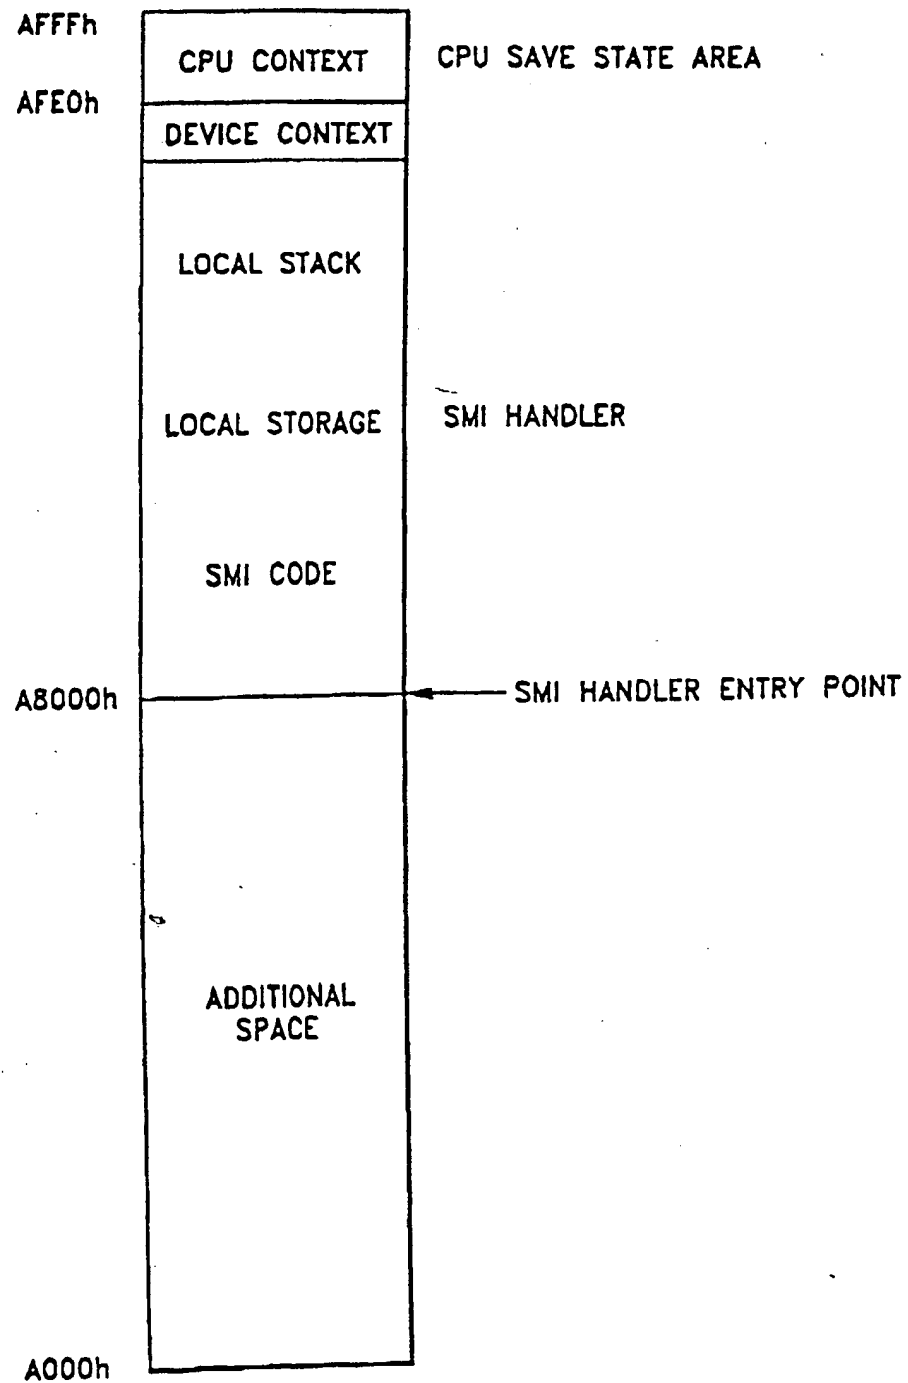 AFFFh
CPU CONTEXT
CPU SAVE STATE AREA
AFE0h
DEVICE CONTEXT
LOCAL STACK
LOCAL STORAGE
SMI HANDLER
SMI CODE
A8000h
SMI HANDLER ENTRY POINT
ADDITIONAL
SPACE
A000h